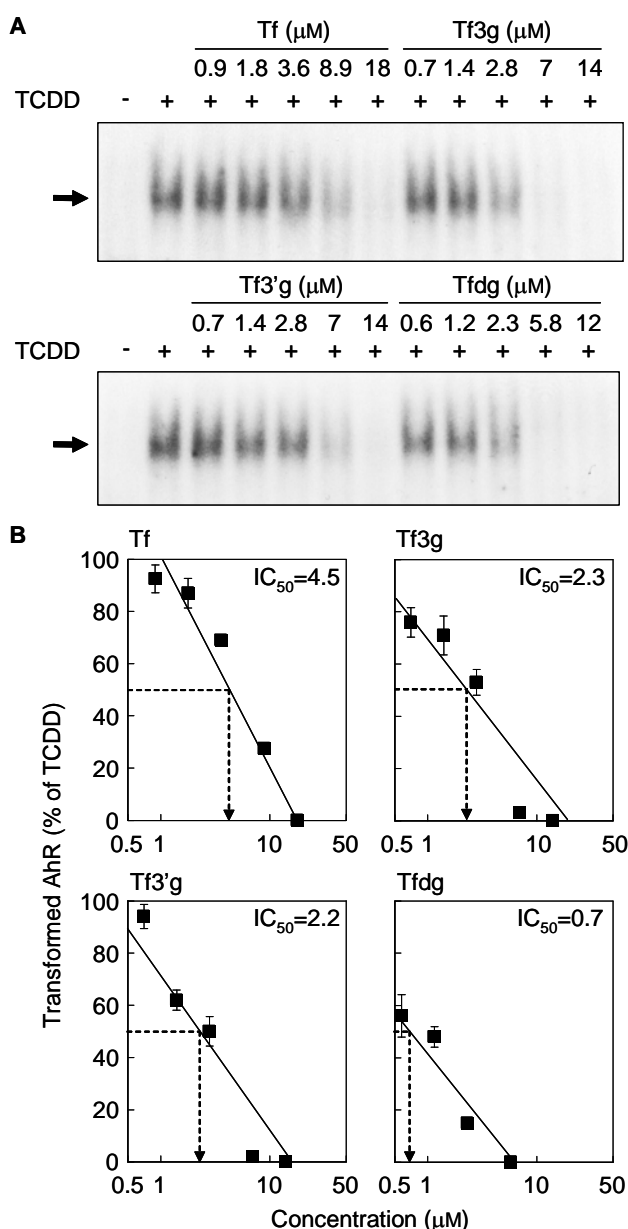 A
Tf (μM) Tf3g (μM)
0.9 1.8 3.6 8.9 18 0.7 1.4 2.8 7 14
TCDD - + + + + + + + + + + +
Tf3'g (μM) Tfdg (μM)
0.7 1.4 2.8 7 14 0.6 1.2 2.3 5.8 12
TCDD - + + + + + + + + + + +
B
Tf Tf3g
100
IC50=4.5 IC50=2.3
80
60
40
20
0
0.5 1 10 50 0.5 1 10 50
Tf3'g Tfdg
100
IC50=2.2 IC50=0.7
80
60
40
20
0
0.5 1 10 50 0.5 1 10 50
Transformed AhR (% of TCDD)
Concentration (μM)